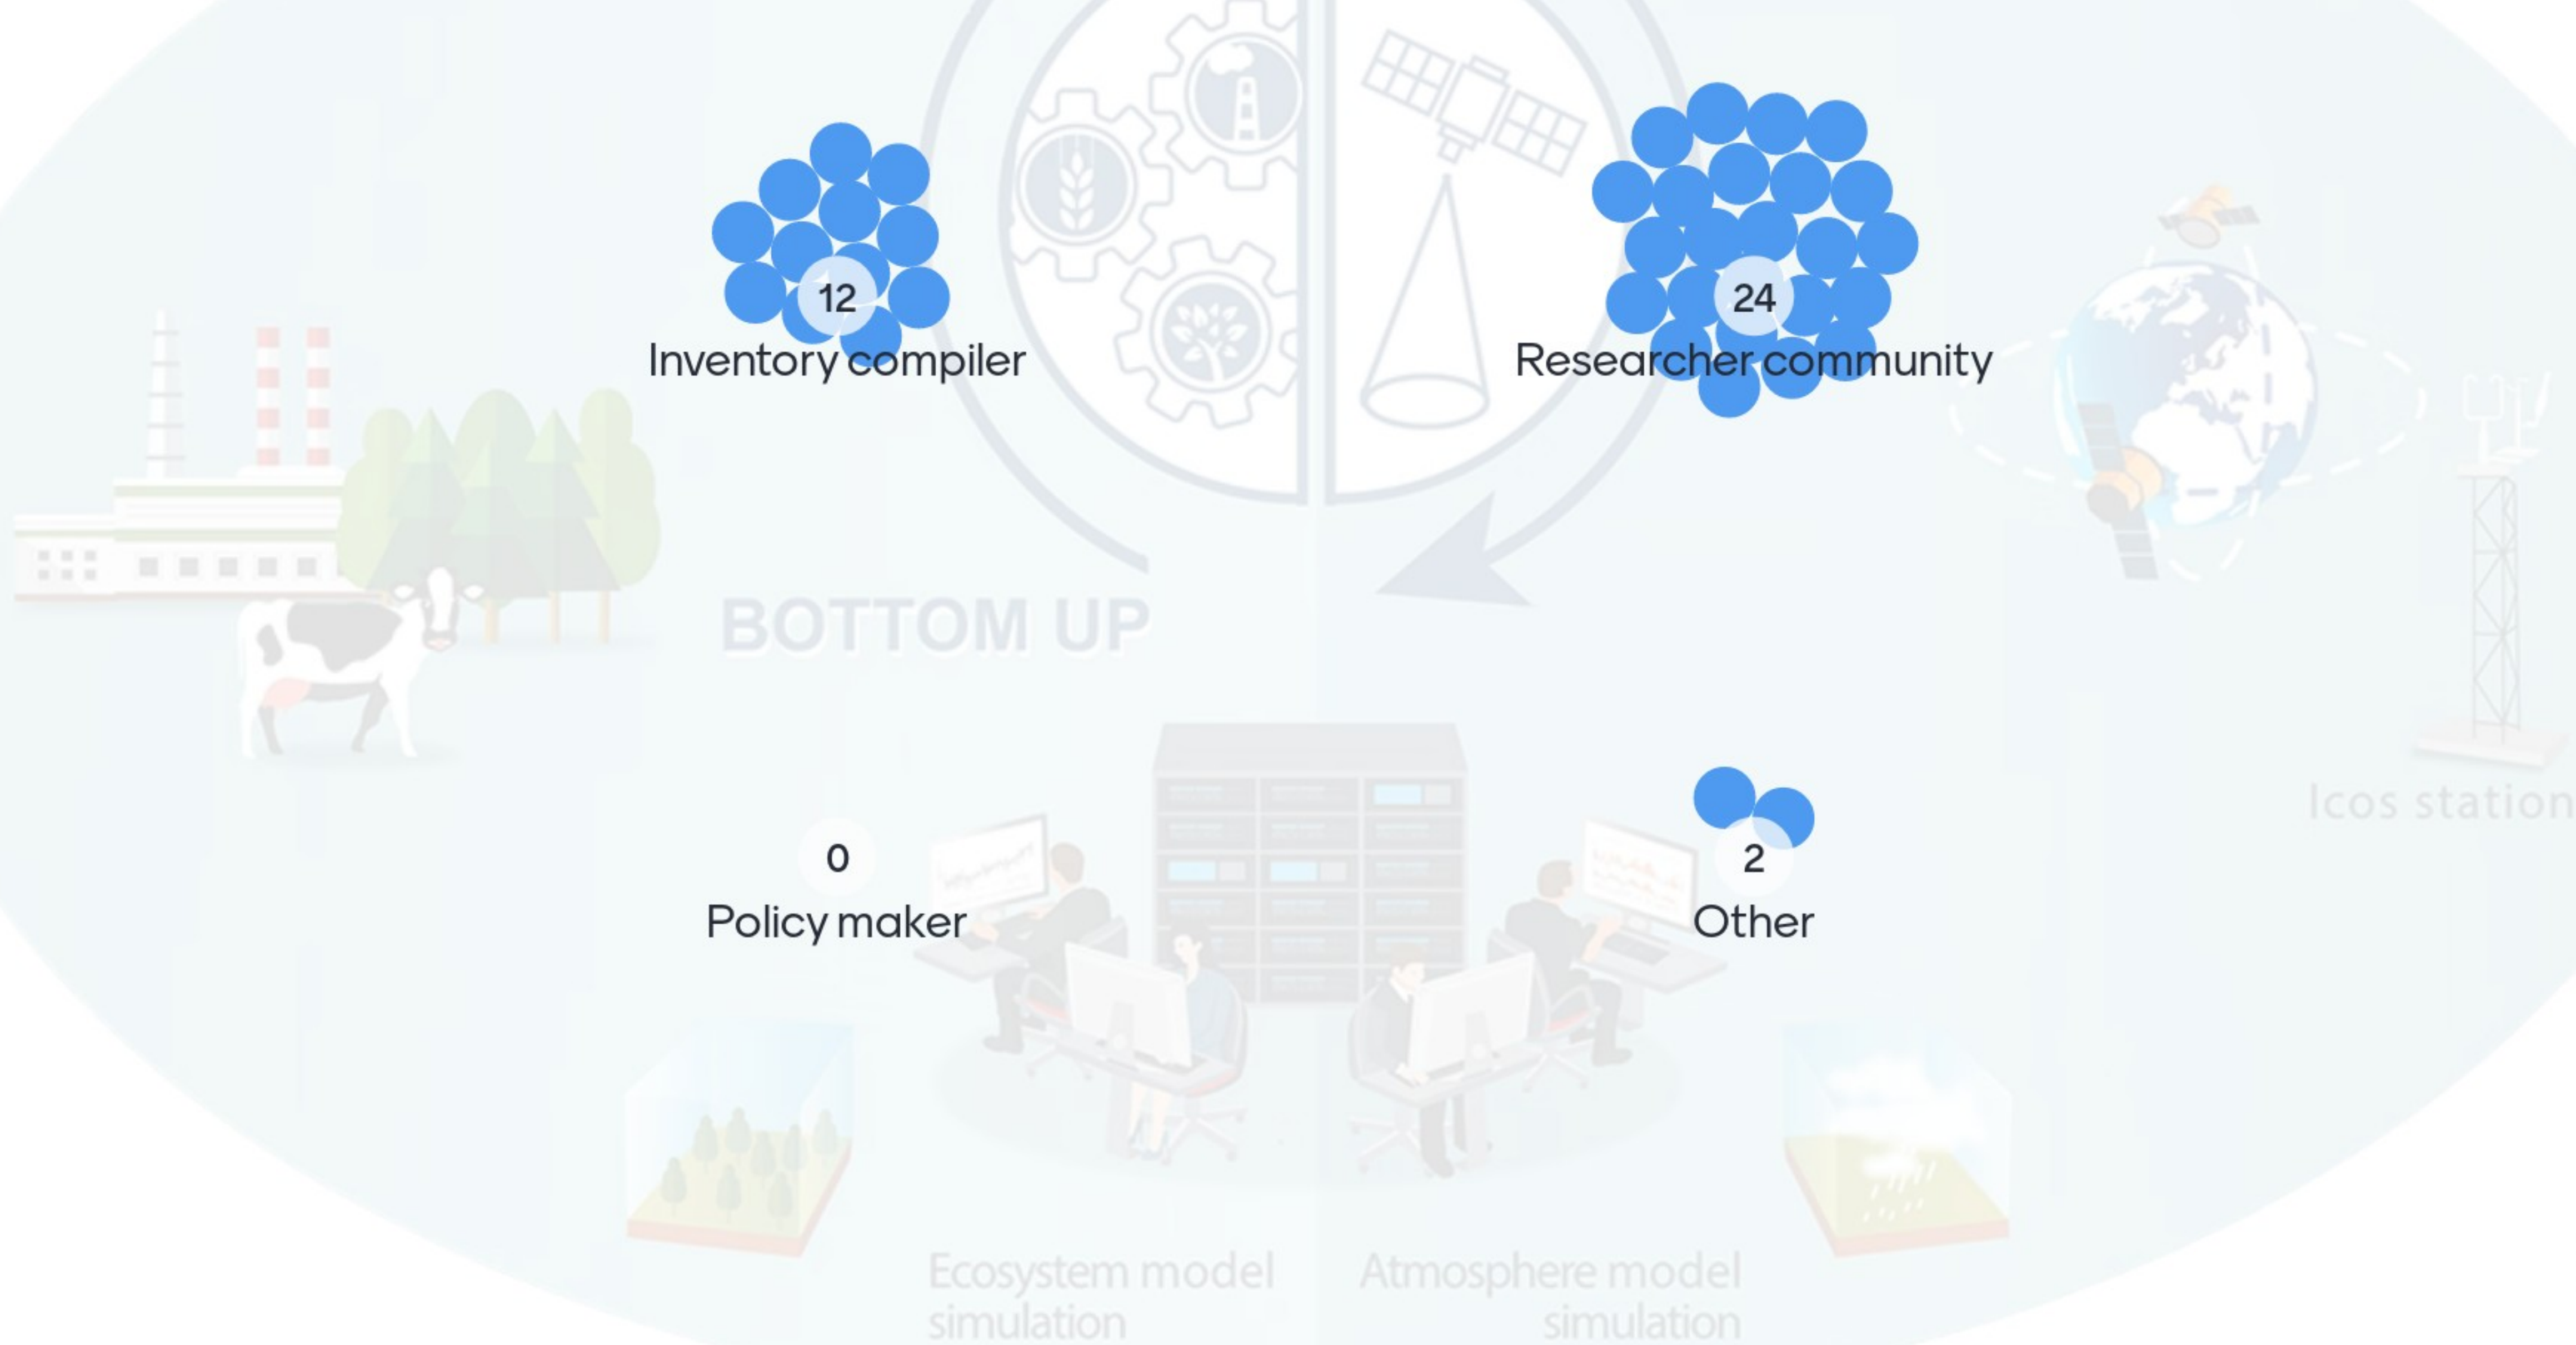 12
Inventory compiler
24
Researcher community
BOTTOM UP
Icos station
0
Policy maker
2
Other
Ecosystem model
simulation
Atmosphere model
simulation